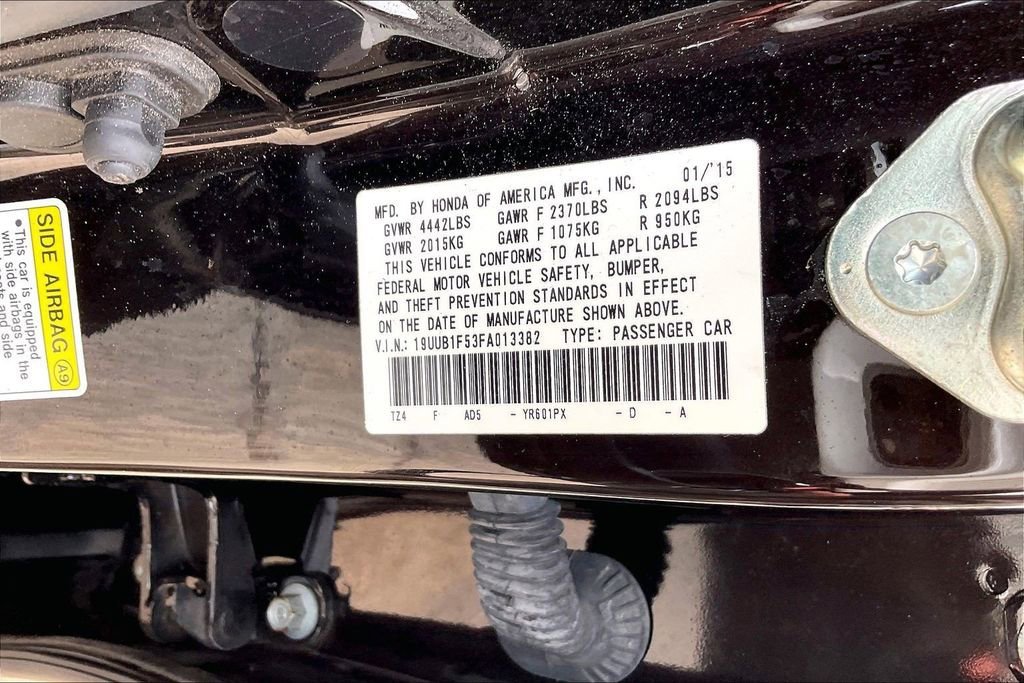 MFD. BY HONDA OF AMERICA MFG., INC. 01/'15
GVWR 4442LBS GAWR F 2370LBS R 2094LBS
GVWR 2015KG GAWR F 1075KG R 950KG
THIS VEHICLE CONFORMS TO ALL APPLICABLE
FEDERAL MOTOR VEHICLE SAFETY, BUMPER,
AND THEFT PREVENTION STANDARDS IN EFFECT
ON THE DATE OF MANUFACTURE SHOWN ABOVE.
V.I.N.: 19UUB1F53FA013382 TYPE: PASSENGER CAR
TZ4 F AD5 - YR601PX - D - A
SIDE AIRBAG A9
• This car is equipped
with side airbags in the
seats and side